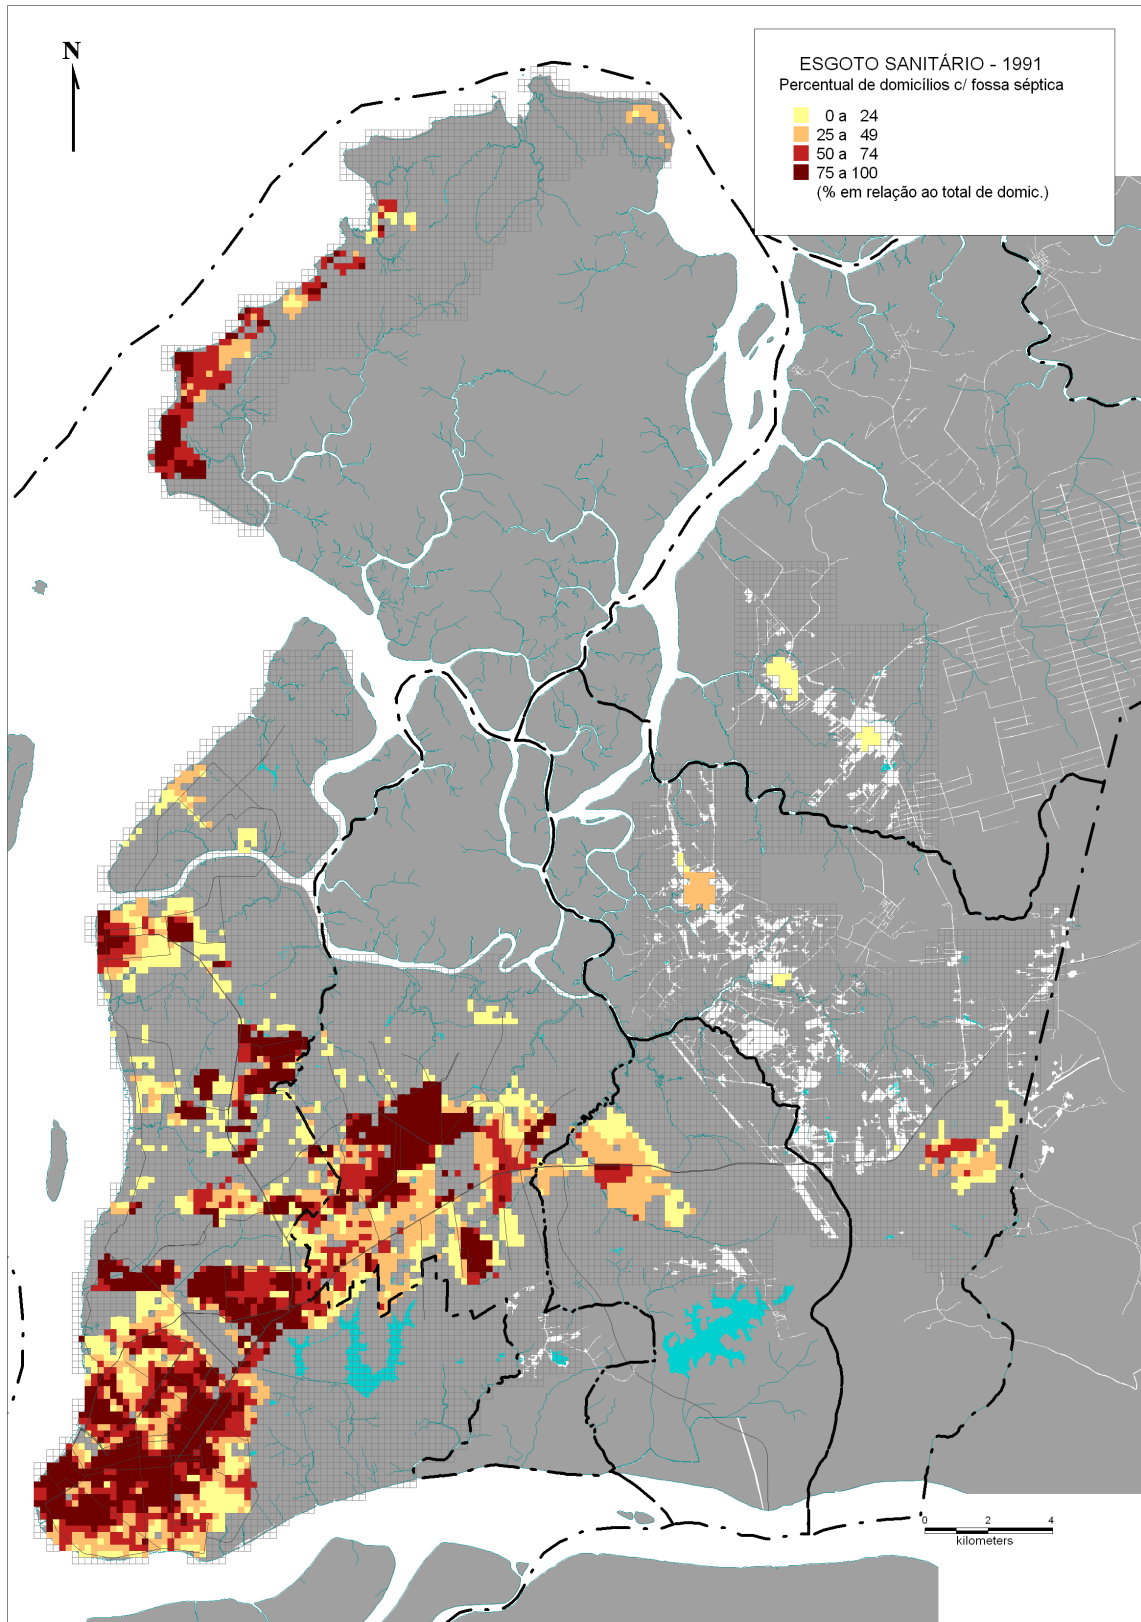 N
ESGOTO SANITÁRIO - 1991
Percentual de domicílios c/ fossa séptica
0 a 24
25 a 49
50 a 74
75 a 100
(% em relação ao total de domic.)
0 2 4
kilometers